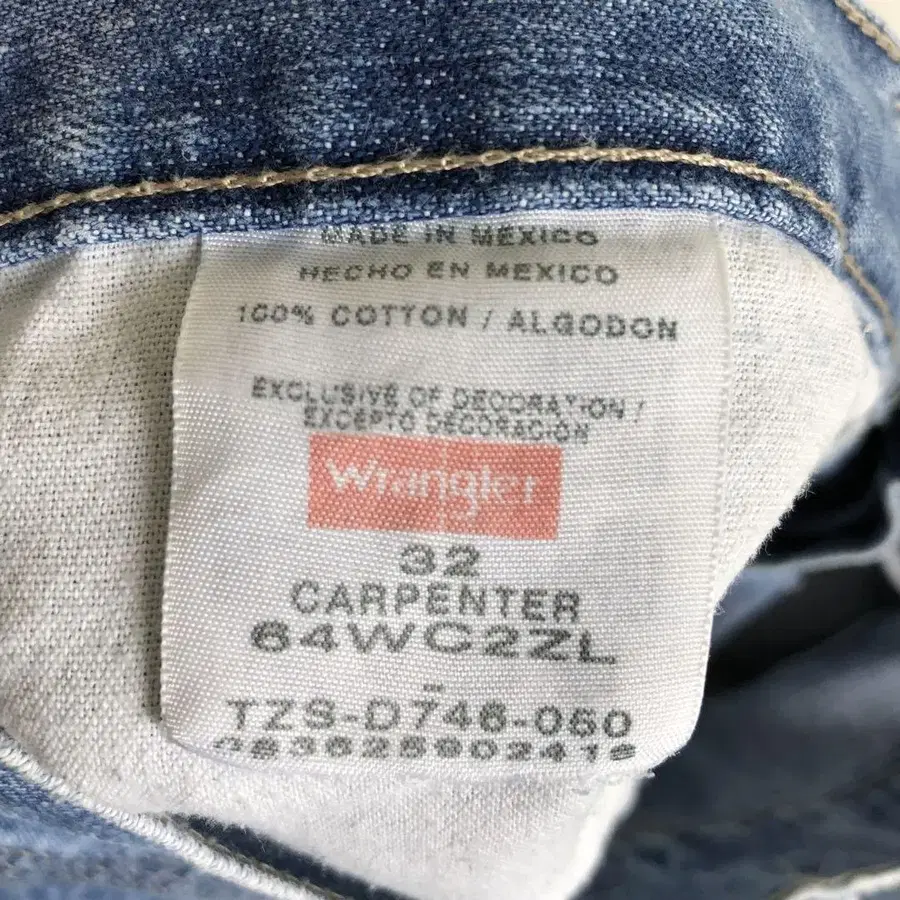 MADE IN MEXICO
HECHO EN MEXICO
100% COTTON / ALGODON
EXCLUSIVE OF DECORATION /
EXCEPTO DECORACION
Wrangler
32
CARPENTER
64WC2ZL
TZS-D746-060